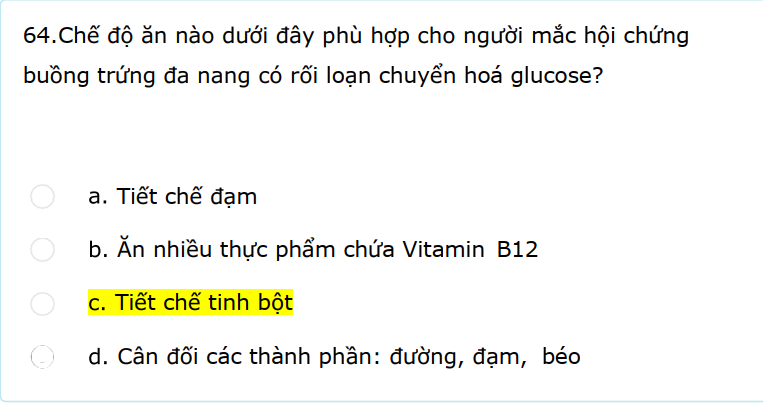 64.Chế độ ăn nào dưới đây phù hợp cho người mắc hội chứng
buồng trứng đa nang có rối loạn chuyển hoá glucose?
a. Tiết chế đạm
b. Ăn nhiều thực phẩm chứa Vitamin B12
c. Tiết chế tinh bột
d. Cân đối các thành phần: đường, đạm, béo